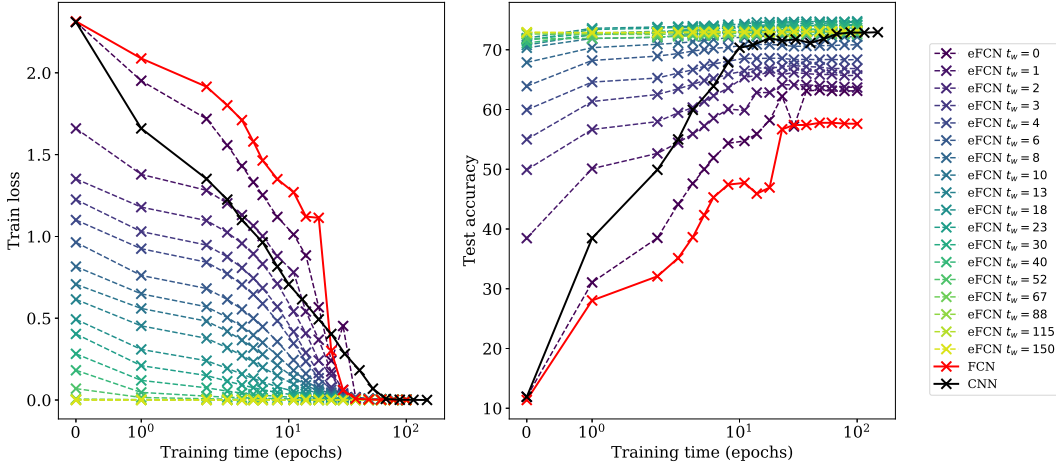 2.0
1.5
1.0
0.5
0.0
Train loss
0
10^0
10^1
10^2
Training time (epochs)
70
60
50
40
30
20
10
Test accuracy
0
10^0
10^1
10^2
Training time (epochs)
eFCN t_w = 0
eFCN t_w = 1
eFCN t_w = 2
eFCN t_w = 3
eFCN t_w = 4
eFCN t_w = 6
eFCN t_w = 8
eFCN t_w = 10
eFCN t_w = 13
eFCN t_w = 18
eFCN t_w = 23
eFCN t_w = 30
eFCN t_w = 40
eFCN t_w = 52
eFCN t_w = 67
eFCN t_w = 88
eFCN t_w = 115
eFCN t_w = 150
FCN
CNN